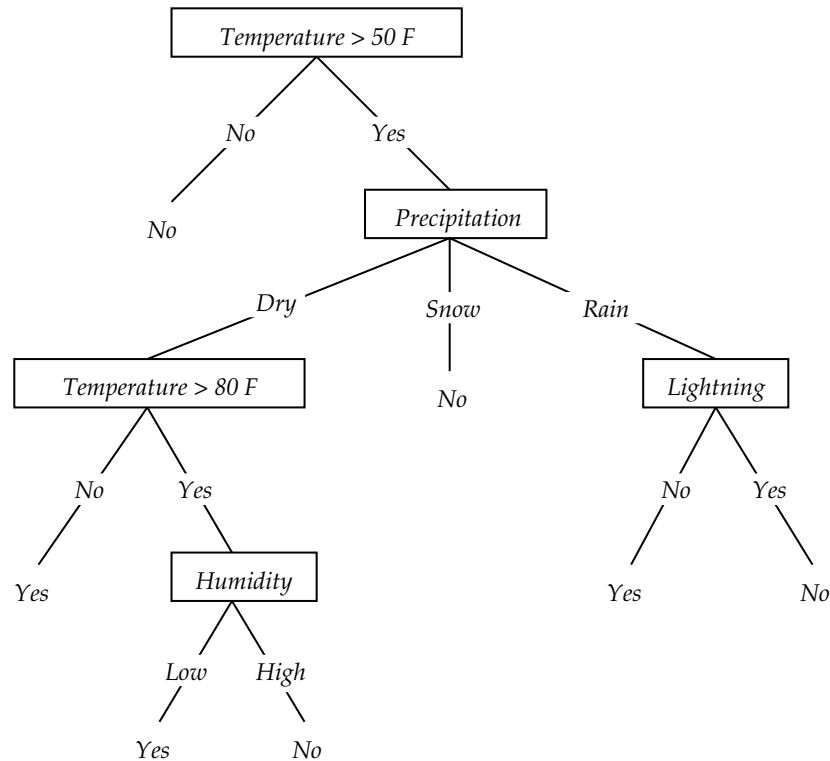 Temperature > 50 F
No
Yes
No
Precipitation
Dry
Snow
Rain
Temperature > 80 F
No
Lightning
No
Yes
No
Yes
Yes
Humidity
Yes
No
Low
High
Yes
No